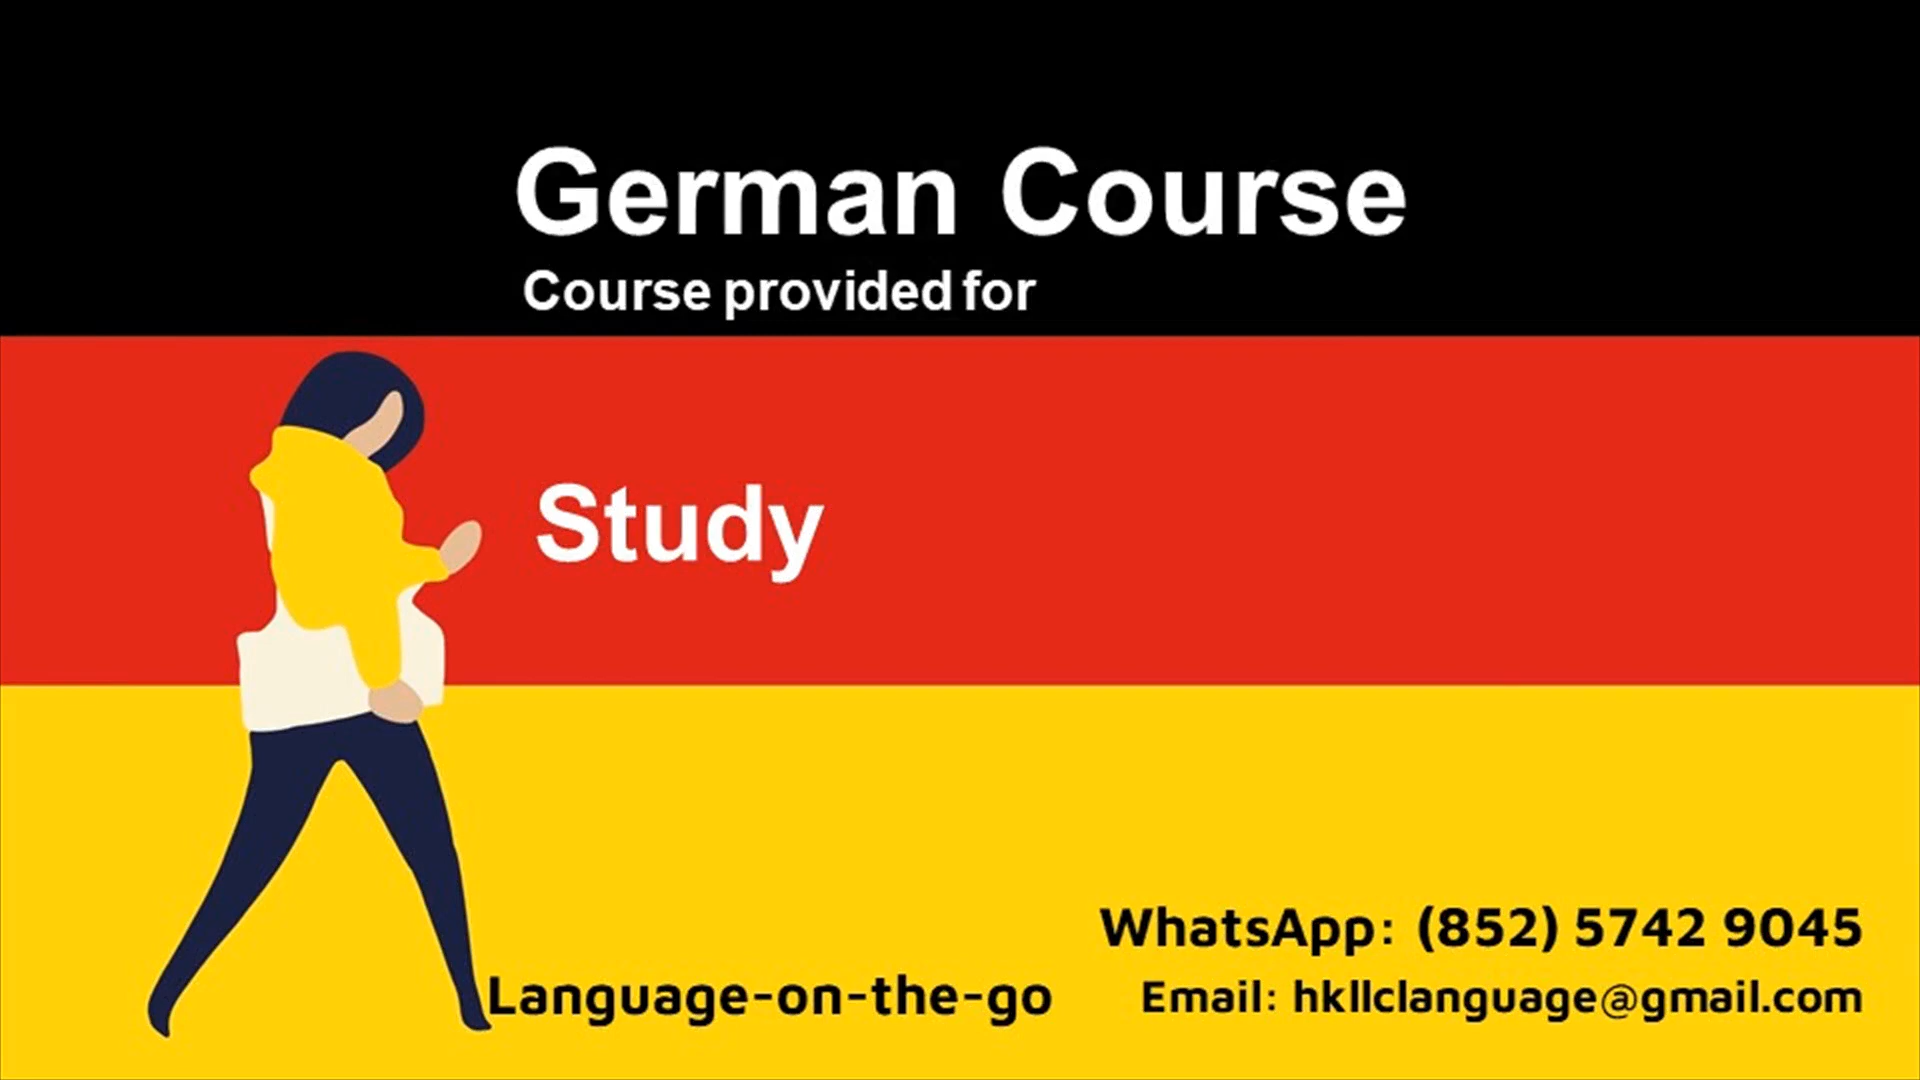 German Course
Course provided for
Study
WhatsApp: (852) 5742 9045
Language-on-the-go
Email: hkllclanguage@gmail.com